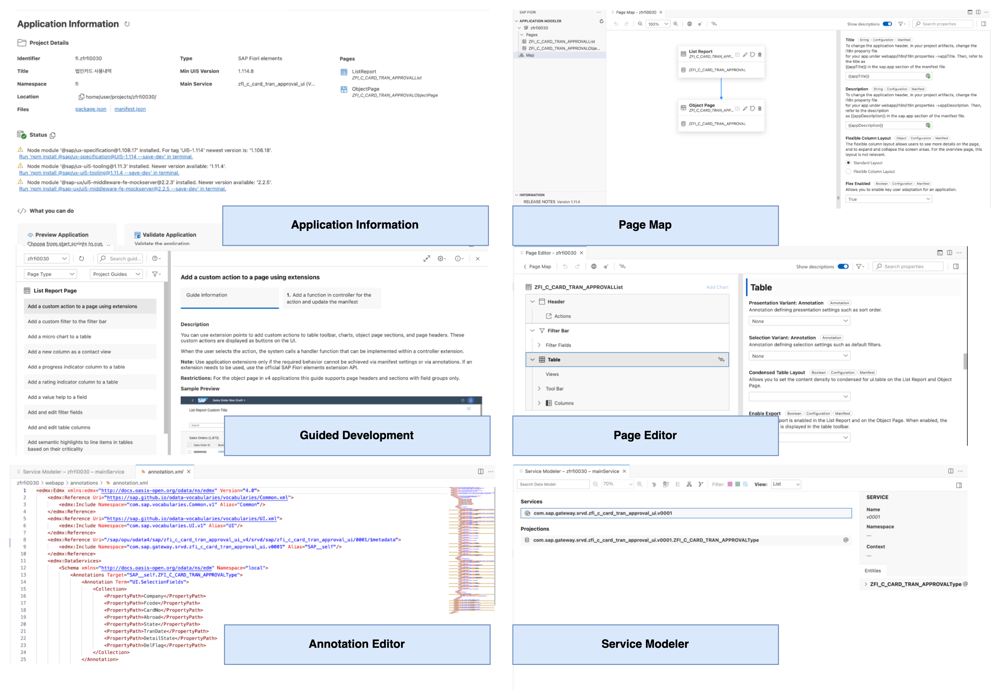 Application Information
Project Details
Identifier fi.zfrfi0030 Type SAP Fiori elements Pages
Title 법인카드 사용내역 Min UI5 Version 1.114.8 ListReport
ZFI_C_CARD_TRAN_APPROVALList
Namespace fi Main Service zfi_c_card_tran_approval_ui (V...
ObjectPage
ZFI_C_CARD_TRAN_APPROVALObjectPage
Location home/user/projects/zfrfi0030/
Files package.json manifest.json
Status
Node module '@sap/ux-specification@1.108.17' installed. For tag 'UI5-1.114' newest version is: '1.108.18'.
Run 'npm install @sap/ux-specification@UI5-1.114 --save-dev' in terminal.
Node module '@sap/ux-ui5-tooling@1.11.3' installed. Newer version available: '1.11.4'.
Run 'npm install @sap/ux-ui5-tooling@1.11.4 --save-dev' in terminal.
Node module '@sap-ux/ui5-middleware-fe-mockserver@2.2.3' installed. Newer version available: '2.2.5'.
Run 'npm install @sap-ux/ui5-middleware-fe-mockserver@2.2.5 --save-dev' in terminal.
</> What you can do
Preview Application
Choose from start scripts to run
Validate Application
Validate the application.
Application Information
SAP FIORI
APPLICATION MODELER
zfrfi0030
Pages
ZFI_C_CARD_TRAN_APPROVALList
ZFI_C_CARD_TRAN_APPROVALObje...
Map
INFORMATION
RELEASE NOTES Version 1.11.4
Page Map - zfrfi0030
100%
Show descriptions Search properties
List Report
ZFI_C_CARD_TRAN_APP...
/ZFI_C_CARD_TRAN_APPROVAL
Object Page
ZFI_C_CARD_TRAN_APP...
/ZFI_C_CARD_TRAN_APPROVAL
Title String Configuration Manifest
To change the application header, in your project artifacts, change the
i18n property file
for your app under webapp/i18n/i18n.properties ->appTitle. Then, refer to
the title as
{{appTitle}} in the sap.app section of the manifest file.
{{appTitle}}
Description String Configuration Manifest
To change the application header, in your project artifacts, change the
i18n property file
for your app under webapp/i18n/i18n.properties ->appDescription. Then,
refer to the description
as {{appDescription}} in the sap.app section of the manifest file.
{{appDescription}}
Flexible Column Layout Object Configuration Manifest
The flexible column layout allows users to see more details on the page,
and to expand and collapse the screen areas. For the overview page, this
layout is not relevant.
Standard Layout
Flexible Column Layout
Flex Enabled Boolean Configuration Manifest
Allows you to enable key user adaptation for an application.
True
Page Map
zfrfi0030 Search guid...
Page Type Project Guides
List Report Page
Add a custom action to a page using extensions
Add a custom filter to the filter bar
Add a micro chart to a table
Add a new column as a contact view
Add a progress indicator column to a table
Add a rating indicator column to a table
Add a value help to a field
Add and edit filter fields
Add and edit table columns
Add semantic highlights to line items in tables
based on their criticality
Add a custom action to a page using extensions
Guide information
1. Add a function in controller for the
action and update the manifest
Description
You can use extension points to add custom actions to table toolbar, charts, object page sections, and page headers. These
custom actions are displayed as buttons on the UI.
When the user selects the action, the system calls a handler function that can be implemented within a controller extension.
Note: Use application extensions only if the required behavior cannot be achieved via manifest settings or via annotations. If an
extension needs to be used, use the official SAP Fiori elements extension API.
Restrictions: For the object page in v4 applications this guide supports page headers and sections with field groups only.
Sample Preview
SAP Sales Order Non Draft
List Report Custom Title
Search
Sales Orders (1,873)
Sales Order ID
Guided Development
Page Editor - zfrfi0030
Page Map Show descriptions Search properties
ZFI_C_CARD_TRAN_APPROVALList Add Chart
Header
Actions
Filter Bar
Filter Fields
Table
Views
Tool Bar
Columns
Table
Presentation Variant: Annotation Annotation
Annotation defining presentation settings such as sort order.
None
Selection Variant: Annotation Annotation
Annotation defining selection settings such as default filters.
None
Condensed Table Layout Boolean Configuration Manifest
Allows you to set the content density to condensed for ui.table on the List Report and Object
Page.
Enable Export Boolean Configuration Manifest
port is enabled in the List Report and on the Object Page. When enabled, the
is displayed in the table toolbar.
Page Editor
Service Modeler – zfrfi0030 – mainService annotation.xml
zfrfi0030 > webapp > annotations > annotation.xml
1 <edmx:Edmx xmlns:edmx="http://docs.oasis-open.org/odata/ns/edmx" Version="4.0">
2 <edmx:Reference Uri="https://sap.github.io/odata-vocabularies/vocabularies/Common.xml">
3 <edmx:Include Namespace="com.sap.vocabularies.Common.v1" Alias="Common"/>
4 </edmx:Reference>
5 <edmx:Reference Uri="https://sap.github.io/odata-vocabularies/vocabularies/UI.xml">
6 <edmx:Include Namespace="com.sap.vocabularies.UI.v1" Alias="UI"/>
7 </edmx:Reference>
8 <edmx:Reference Uri="/sap/opu/odata4/sap/zfi_c_card_tran_approval_ui_v4/srvd/sap/zfi_c_card_tran_approval_ui/0001/$metadata">
9 <edmx:Include Namespace="com.sap.gateway.srvd.zfi_c_card_tran_approval_ui.v0001" Alias="SAP__self"/>
10 </edmx:Reference>
11 <edmx:DataServices>
12 <Schema xmlns="http://docs.oasis-open.org/odata/ns/edm" Namespace="local">
13 <Annotations Target="SAP__self.ZFI_C_CARD_TRAN_APPROVALType">
14 <Annotation Term="UI.SelectionFields">
15 <Collection>
16 <PropertyPath>Company</PropertyPath>
17 <PropertyPath>Fcode</PropertyPath>
18 <PropertyPath>CardNo</PropertyPath>
19 <PropertyPath>Abroad</PropertyPath>
20 <PropertyPath>State</PropertyPath>
21 <PropertyPath>TranDate</PropertyPath>
22 <PropertyPath>DetailState</PropertyPath>
23 <PropertyPath>DelFlag</PropertyPath>
24 </Collection>
25 </Annotation>
Annotation Editor
Service Modeler – zfrfi0030 – mainService
Search Data Model 70% Filter: View: List
Services
com.sap.gateway.srvd.zfi_c_card_tran_approval_ui.v0001
Projections
com.sap.gateway.srvd.zfi_c_card_tran_approval_ui.v0001.ZFI_C_CARD_TRAN_APPROVALType @
SERVICE
Name
v0001
Namespace
—
Context
—
Entities
ZFI_C_CARD_TRAN_APPROVALType @
Service Modeler